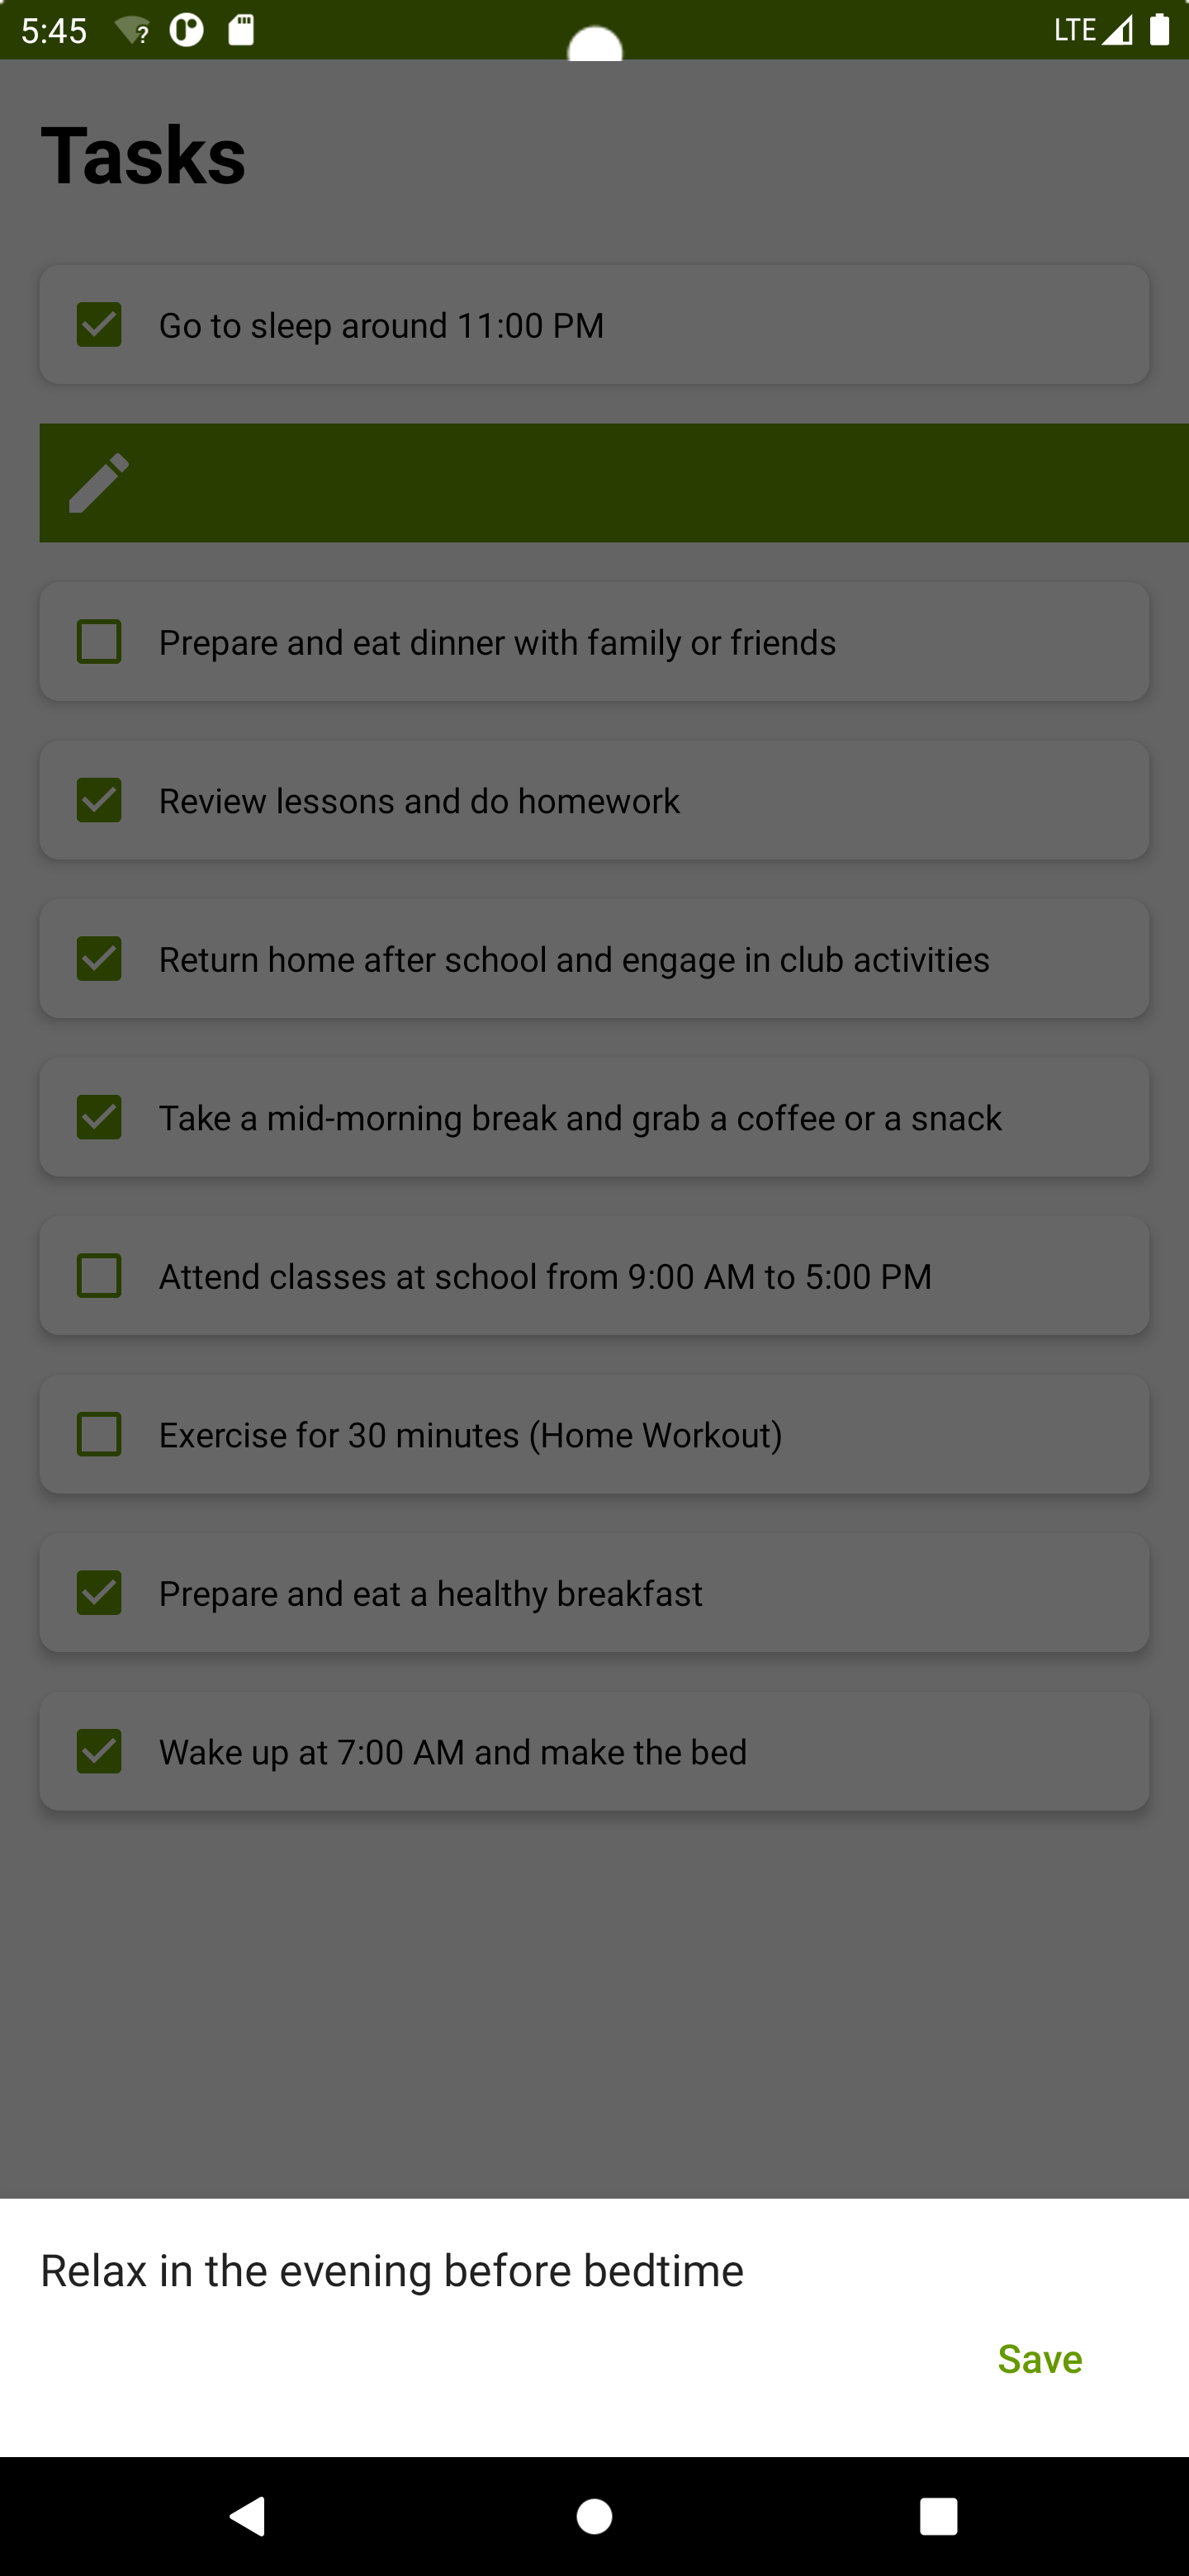 5:45
LTE
Tasks
Go to sleep around 11:00 PM
Prepare and eat dinner with family or friends
Review lessons and do homework
Return home after school and engage in club activities
Take a mid-morning break and grab a coffee or a snack
Attend classes at school from 9:00 AM to 5:00 PM
Exercise for 30 minutes (Home Workout)
Prepare and eat a healthy breakfast
Wake up at 7:00 AM and make the bed
Relax in the evening before bedtime
Save